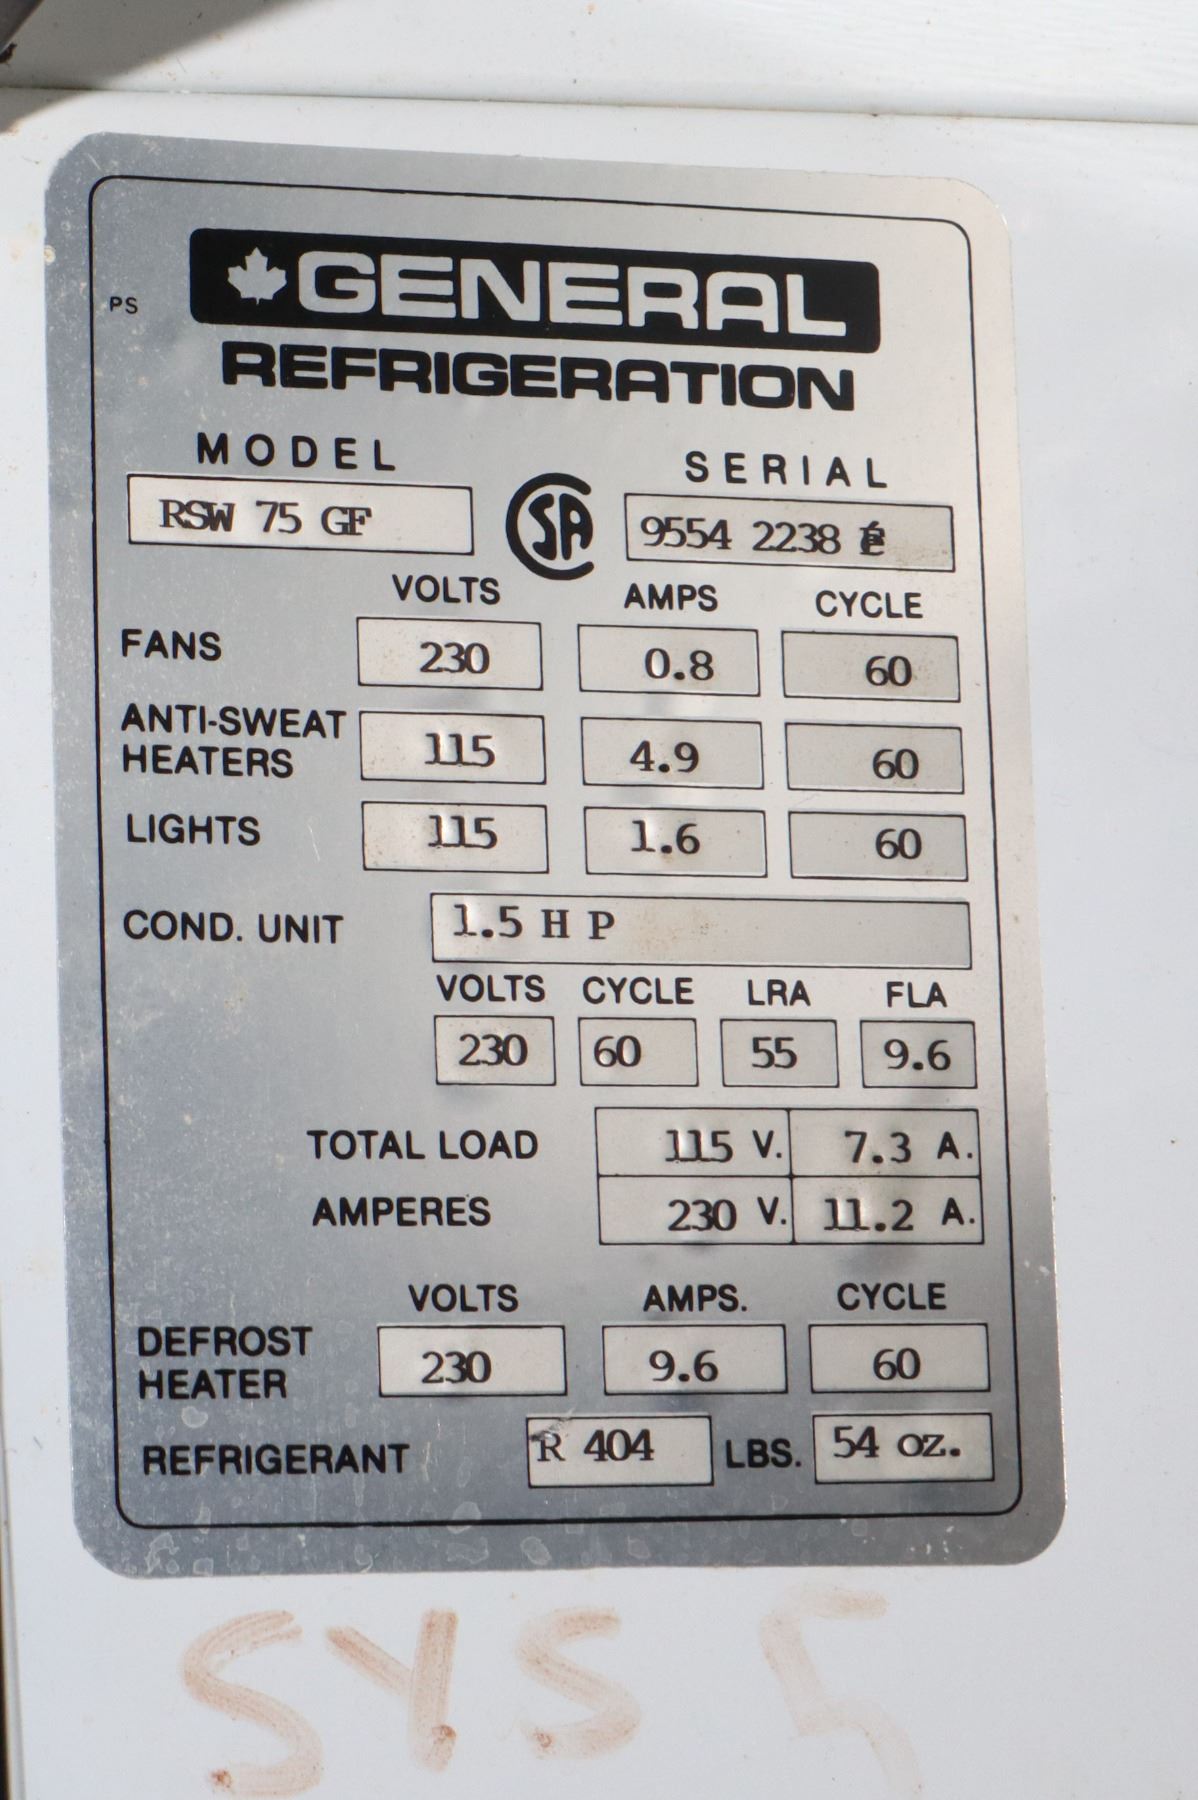 PS
GENERAL
REFRIGERATION
MODEL SERIAL
RSW 75 GF SA 9554 2238
VOLTS AMPS CYCLE
FANS 230 0.8 60
ANTI-SWEAT
HEATERS 115 4.9 60
LIGHTS 115 1.6 60
COND. UNIT 1.5 H P
VOLTS CYCLE LRA FLA
230 60 55 9.6
TOTAL LOAD 115 V. 7.3 A.
AMPERES 230 V. 11.2 A.
VOLTS AMPS. CYCLE
DEFROST
HEATER 230 9.6 60
REFRIGERANT R 404 LBS. 54 oz.
SYS 5